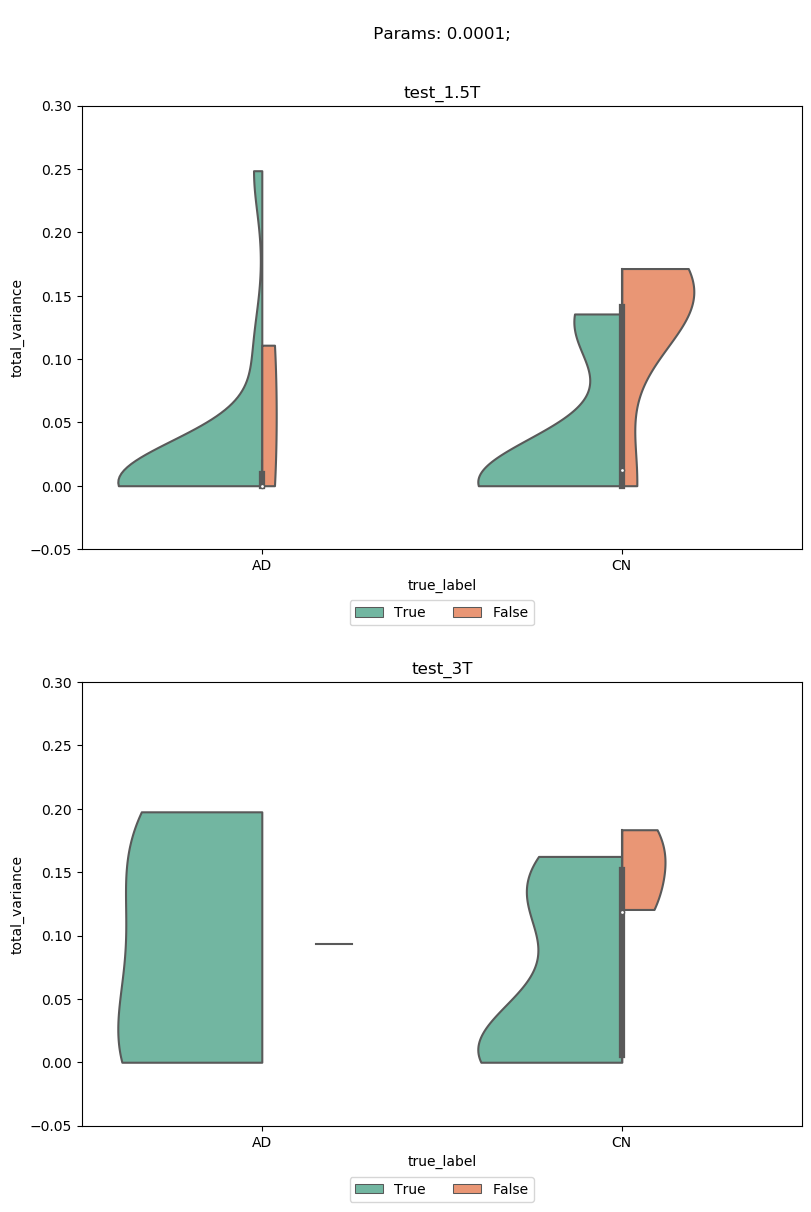 Params: 0.0001;
test_1.5T
0.30
0.25
0.20
0.15
0.10
0.05
0.00
−0.05
total_variance
AD CN
true_label
True False
test_3T
0.30
0.25
0.20
0.15
0.10
0.05
0.00
−0.05
total_variance
AD CN
true_label
True False